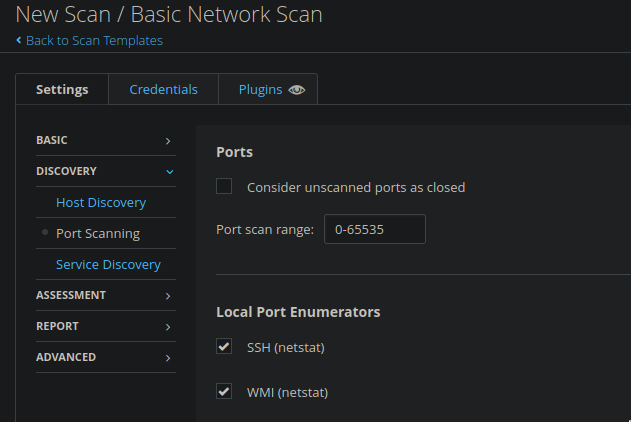 New Scan / Basic Network Scan
Back to Scan Templates
Settings
Credentials
Plugins
BASIC
DISCOVERY
Host Discovery
Port Scanning
Service Discovery
ASSESSMENT
REPORT
ADVANCED
Ports
Consider unscanned ports as closed
Port scan range: 0-65535
Local Port Enumerators
SSH (netstat)
WMI (netstat)